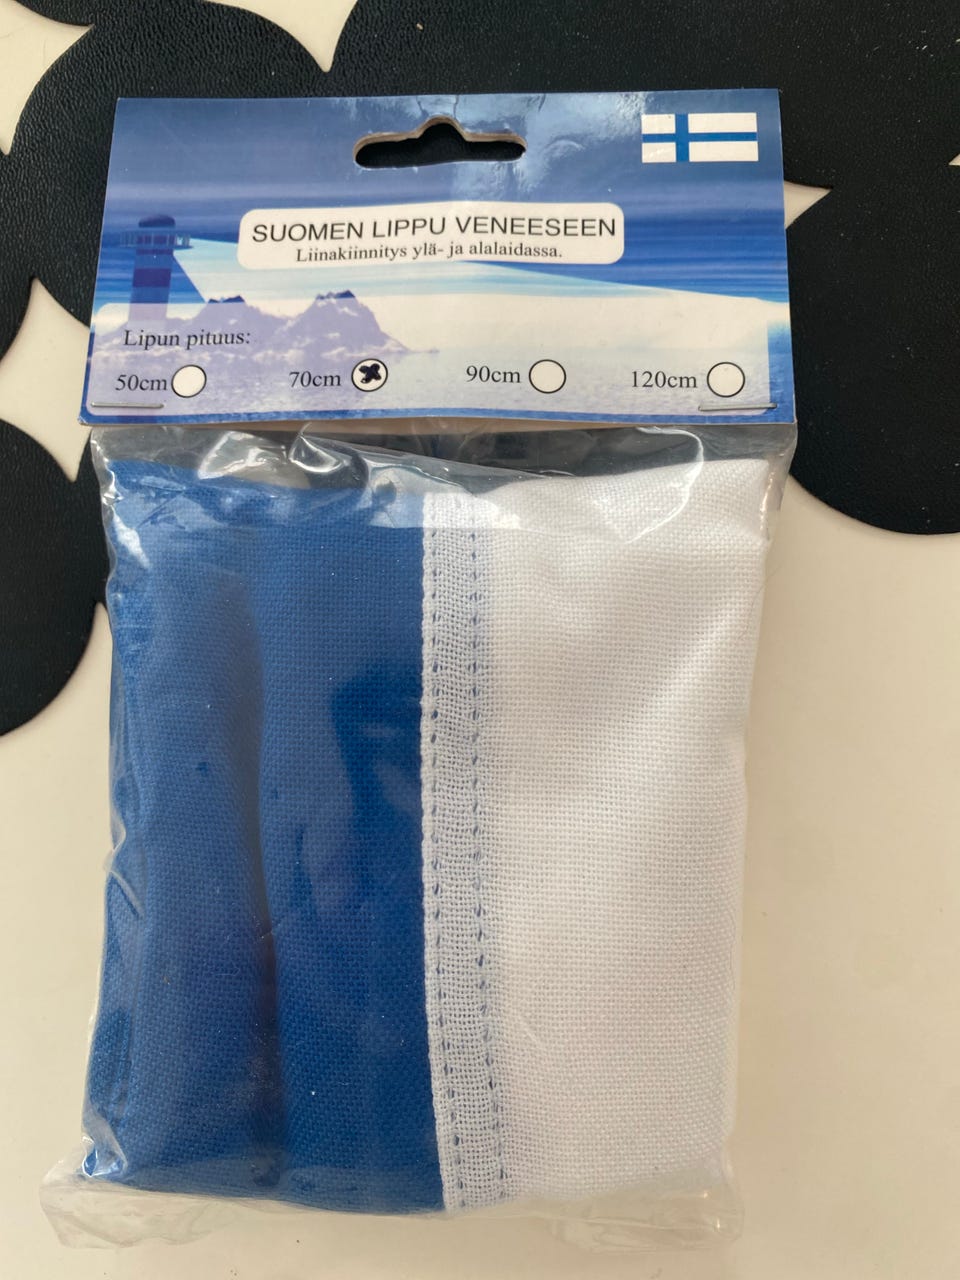 SUOMEN LIPPU VENEESEEN
Liinakiinnitys ylä- ja alalaidassa.
Lipun pituus:
50cm 70cm 90cm 120cm